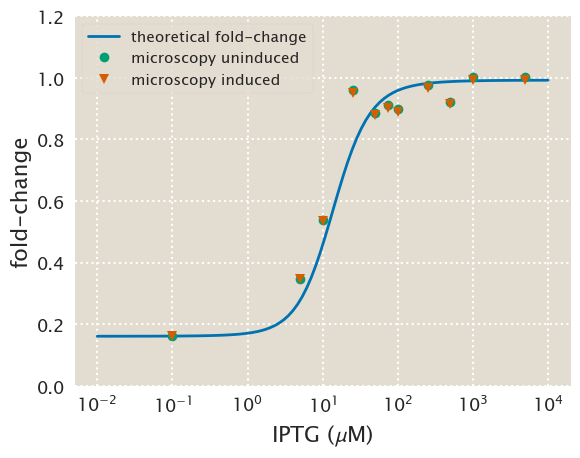 theoretical fold-change
microscopy uninduced
microscopy induced
fold-change
1.2
1.0
0.8
0.6
0.4
0.2
0.0
10⁻² 10⁻¹ 10⁰ 10¹ 10² 10³ 10⁴
IPTG (μM)